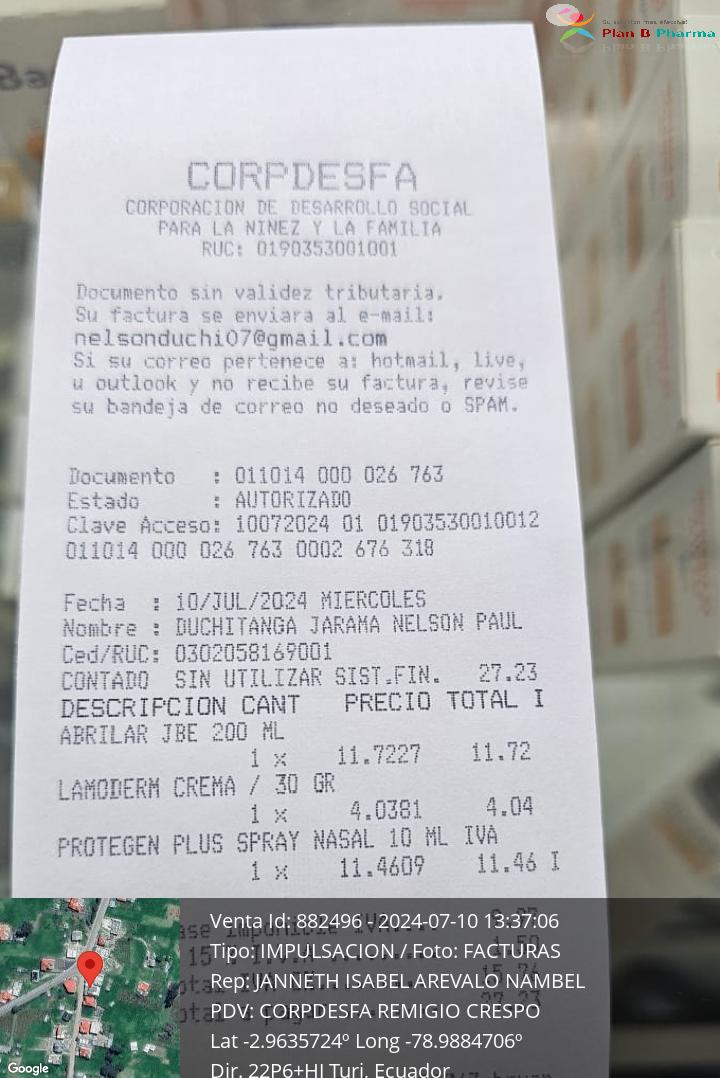 Su solución mas efectiva!
Plan B Pharma
CORPDESFA
CORPORACION DE DESARROLLO SOCIAL
PARA LA NINEZ Y LA FAMILIA
RUC: 0190353001001
Documento sin validez tributaria.
Su factura se enviara al e-mail:
nelsonduchi07@gmail.com
Si su correo pertenece a: hotmail, live,
u outlook y no recibe su factura, revise
su bandeja de correo no deseado o SPAM.
Documento : 011014 000 026 763
Estado : AUTORIZADO
Clave Acceso: 10072024 01 01903530010012
011014 000 026 763 0002 676 318
Fecha : 10/JUL/2024 MIERCOLES
Nombre : DUCHITANGA JARAMA NELSON PAUL
Ced/RUC: 0302058169001
CONTADO SIN UTILIZAR SIST.FIN. 27.23
DESCRIPCION CANT PRECIO TOTAL I
ABRILAR JBE 200 ML
1 x 11.7227 11.72
LAMODERM CREMA / 30 GR
1 x 4.0381 4.04
PROTEGEN PLUS SPRAY NASAL 10 ML IVA
1 x 11.4609 11.46 I
Venta Id: 882496 - 2024-07-10 13:37:06
Tipo: IMPULSACION / Foto: FACTURAS
Rep: JANNETH ISABEL AREVALO NAMBEL
PDV: CORPDESFA REMIGIO CRESPO
Lat -2.9635724º Long -78.9884706º
Dir. 22P6+HJ Turi, Ecuador
Google